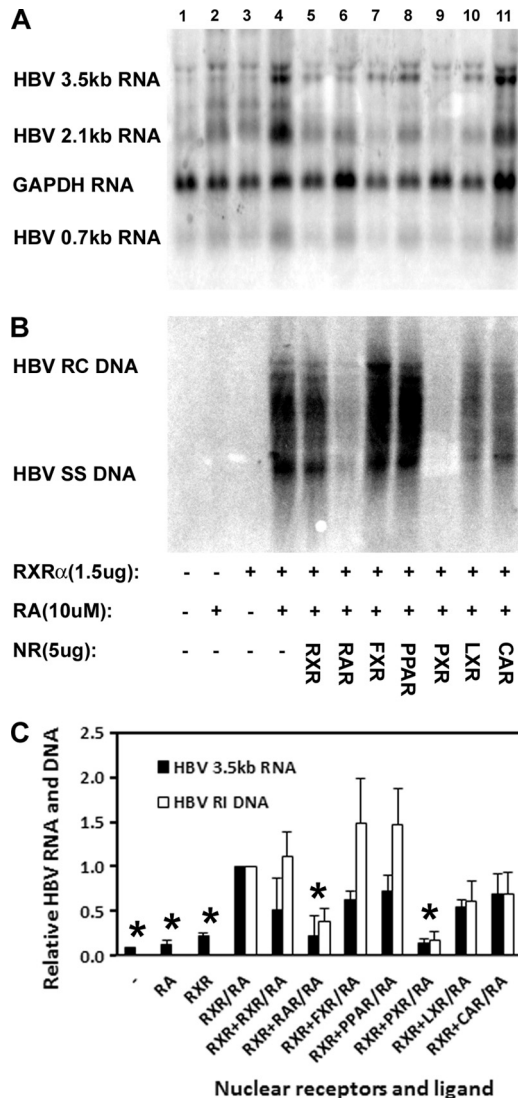 A
1 2 3 4 5 6 7 8 9 10 11
HBV 3.5kb RNA
HBV 2.1kb RNA
GAPDH RNA
HBV 0.7kb RNA
B
HBV RC DNA
HBV SS DNA
RXRα(1.5ug): - - + + + + + + + + +
RA(10uM): - + - + + + + + + + +
NR(5ug): - - - - RXR RAR FXR PPAR PXR LXR CAR
C
Relative HBV RNA and DNA
2.5
2.0
1.5
1.0
0.5
0.0
HBV 3.5kb RNA
HBV RI DNA
* * * * *
- RA RXR RXR/RA RXR+RXR/RA RXR+RAR/RA RXR+FXR/RA RXR+PPAR/RA RXR+PXR/RA RXR+LXR/RA RXR+CAR/RA
Nuclear receptors and ligand